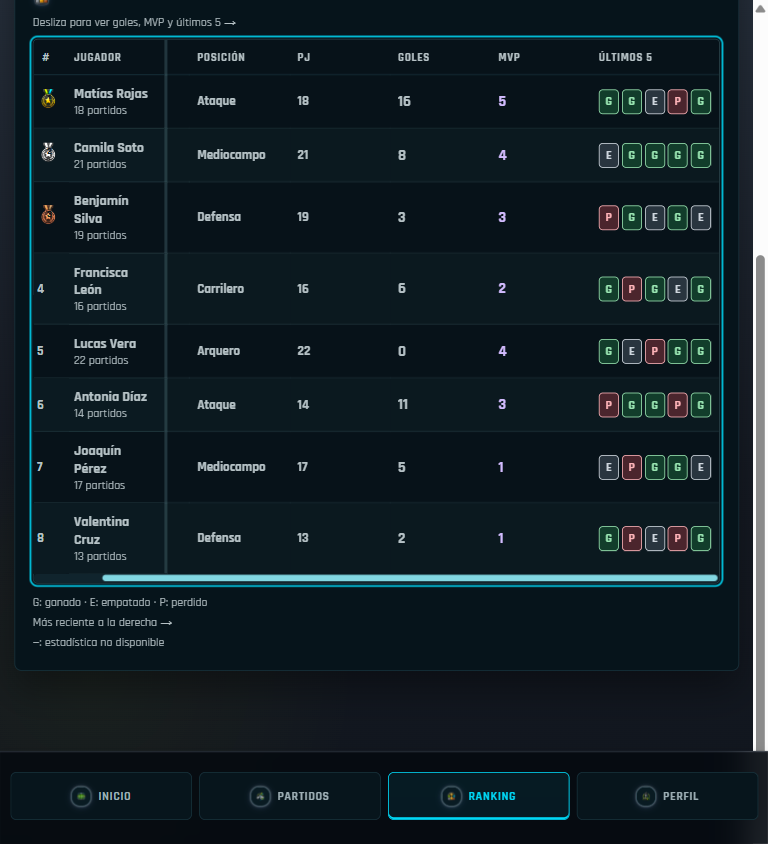 Desliza para ver goles, MVP y últimos 5 →
# JUGADOR POSICIÓN PJ GOLES MVP ÚLTIMOS 5
Matías Rojas
18 partidos
Ataque 18 16 5 G G E P G
Camila Soto
21 partidos
Mediocampo 21 8 4 E G G G G
Benjamín
Silva
19 partidos
Defensa 19 3 3 P G E G E
4 Francisca
León
16 partidos
Carrilero 16 6 2 G P G E G
5 Lucas Vera
22 partidos
Arquero 22 0 4 G E P G G
6 Antonia Díaz
14 partidos
Ataque 14 11 3 P G G P G
7 Joaquín
Pérez
17 partidos
Mediocampo 17 5 1 E P G G E
8 Valentina
Cruz
13 partidos
Defensa 13 2 1 G P E P G
G: ganado · E: empatado · P: perdido
Más reciente a la derecha →
—: estadística no disponible
INICIO PARTIDOS RANKING PERFIL